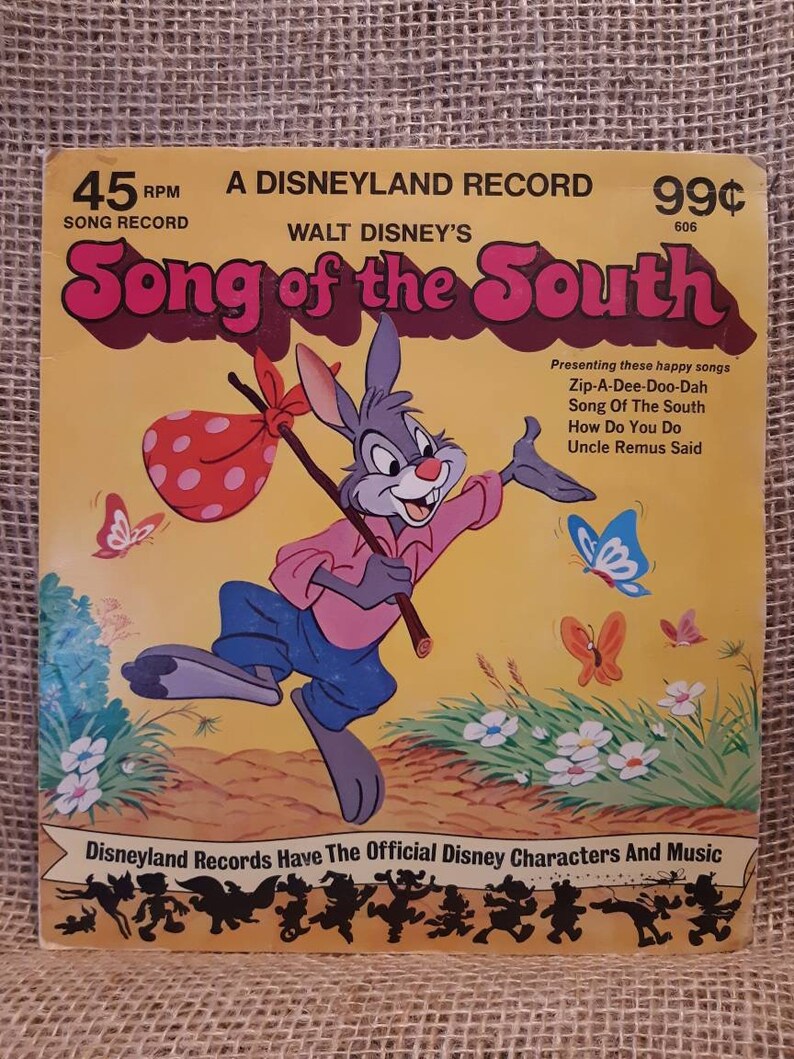 45 RPM
SONG RECORD
A DISNEYLAND RECORD
99¢
606
WALT DISNEY'S
Song of the South
Presenting these happy songs
Zip-A-Dee-Doo-Dah
Song Of The South
How Do You Do
Uncle Remus Said
Disneyland Records Have The Official Disney Characters And Music